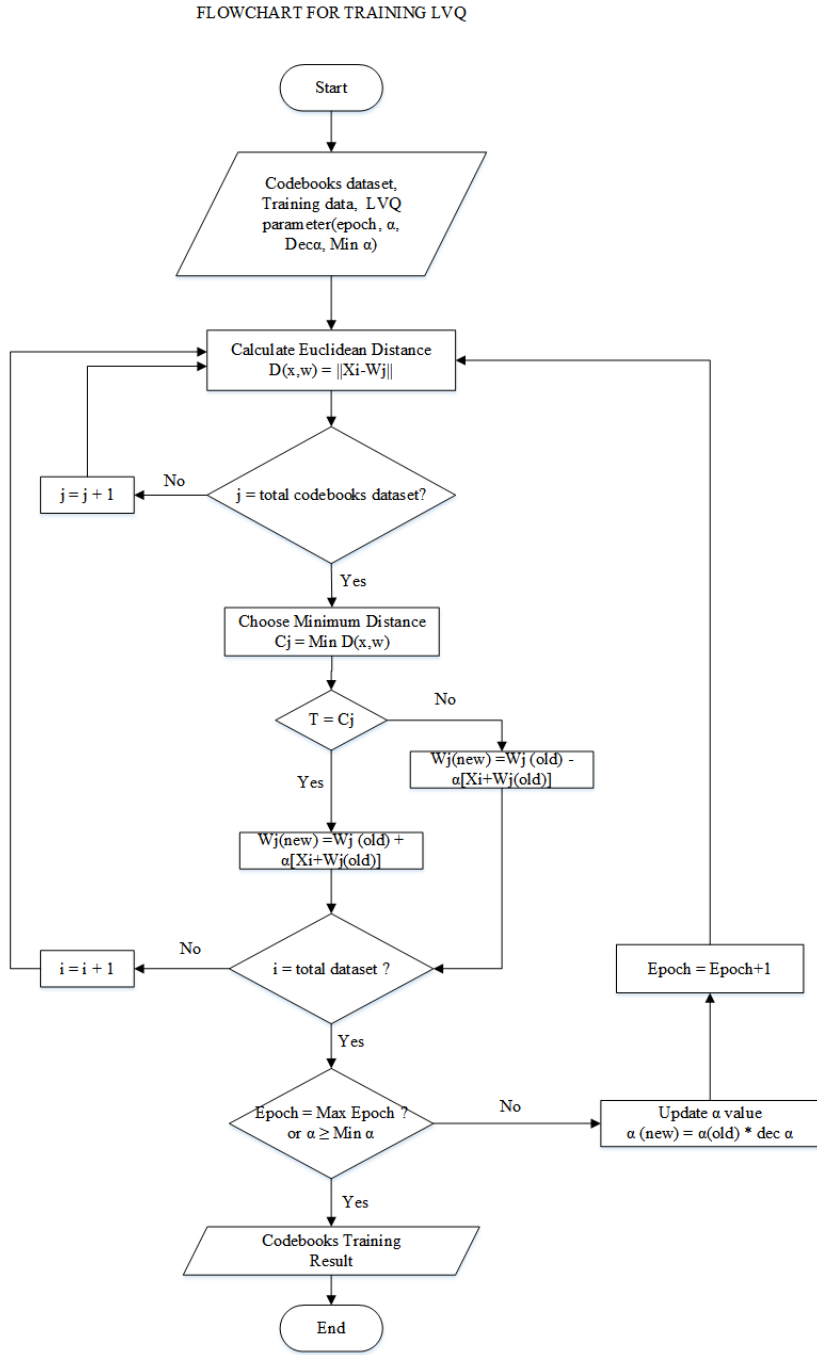 FLOWCHART FOR TRAINING LVQ
Start
Codebooks dataset,
Training data, LVQ
parameter(epoch, α,
Decα, Min α)
Calculate Euclidean Distance
D(x,w) = ||Xi-Wj||
j = total codebooks dataset?
No
j = j + 1
Yes
Choose Minimum Distance
Cj = Min D(x,w)
T = Cj
No
Wj(new) =Wj (old) -
α[Xi+Wj(old)]
Yes
Wj(new) =Wj (old) +
α[Xi+Wj(old)]
i = total dataset ?
No
i = i + 1
Yes
Epoch = Max Epoch ?
or α ≥ Min α
No
Update α value
α (new) = α(old) * dec α
Epoch = Epoch+1
Yes
Codebooks Training
Result
End